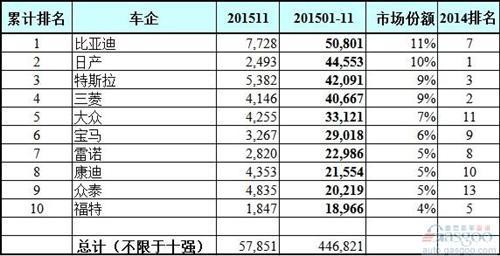 累计排名 车企 201511 201501-11 市场份额 2014排名
1 比亚迪 7,728 50,801 11% 7
2 日产 2,493 44,553 10% 1
3 特斯拉 5,382 42,091 9% 3
4 三菱 4,146 40,667 9% 2
5 大众 4,255 33,121 7% 11
6 宝马 3,267 29,018 6% 9
7 雷诺 2,820 22,986 5% 8
8 康迪 4,353 21,554 5% 10
9 众泰 4,835 20,219 5% 13
10 福特 1,847 18,966 4% 5
总计（不限于十强） 57,851 446,821
Gasgoo
auto.gasgoo.com